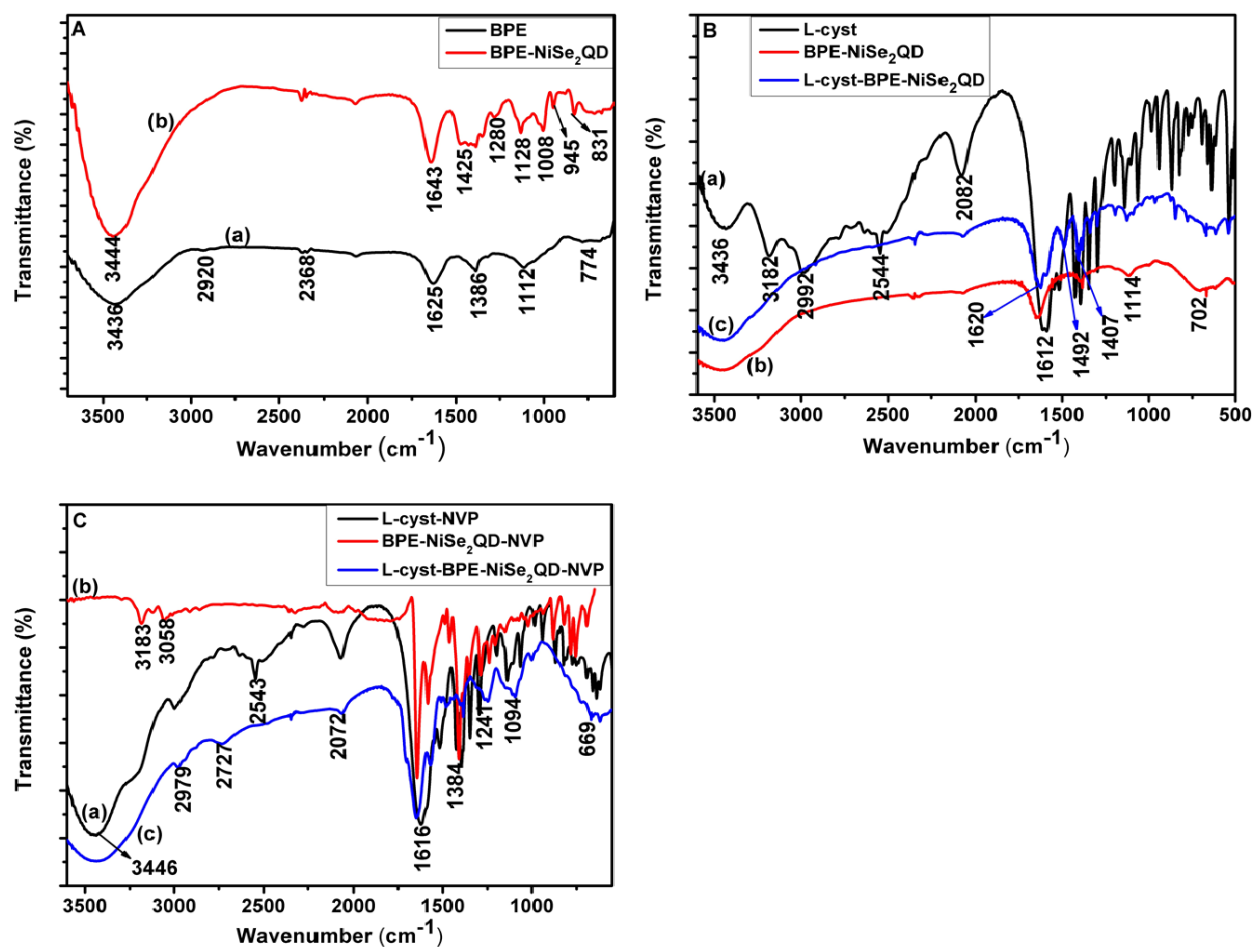 A
BPE
BPE-NiSe2QD
(b)
(a)
3444
3436
2920
2368
1643
1625
1425
1386
1280
1128
1112
1008
945
831
774
Transmittance (%)
3500 3000 2500 2000 1500 1000
Wavenumber (cm-1)
B
L-cyst
BPE-NiSe2QD
L-cyst-BPE-NiSe2QD
(a)
(c)
(b)
3436
3182
2992
2544
2082
1620
1612
1492
1407
1114
702
Transmittance (%)
3500 3000 2500 2000 1500 1000 500
Wavenumber (cm-1)
C
L-cyst-NVP
BPE-NiSe2QD-NVP
L-cyst-BPE-NiSe2QD-NVP
(b)
(a)
(c)
3183
3058
3446
2979
2727
2543
2072
1616
1384
1241
1094
669
Transmittance (%)
3500 3000 2500 2000 1500 1000
Wavenumber (cm-1)